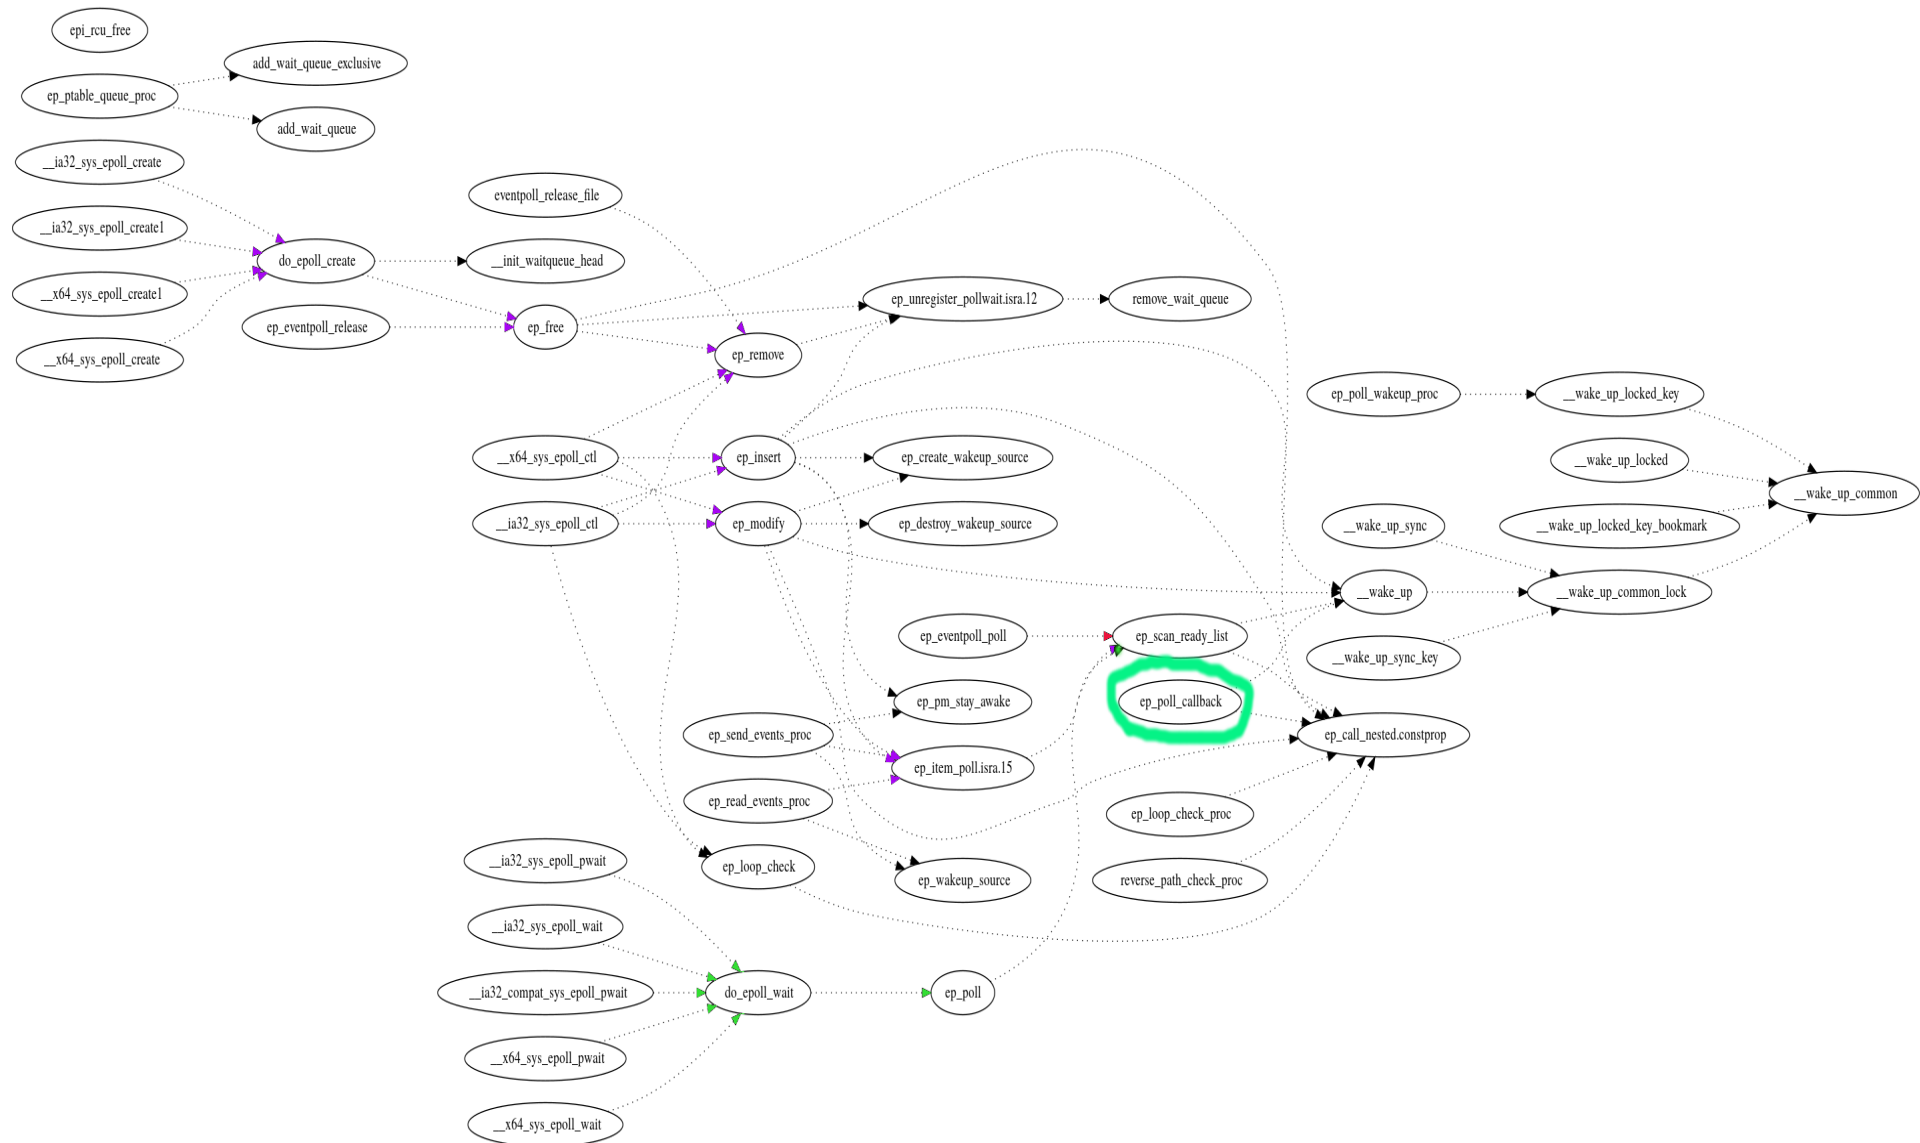 epi_rcu_free
add_wait_queue_exclusive
ep_ptable_queue_proc
add_wait_queue
__ia32_sys_epoll_create
eventpoll_release_file
__ia32_sys_epoll_create1
do_epoll_create
__init_waitqueue_head
__x64_sys_epoll_create1
ep_unregister_pollwait.isra.12
remove_wait_queue
ep_eventpoll_release
ep_free
ep_remove
__x64_sys_epoll_create
ep_poll_wakeup_proc
__wake_up_locked_key
__x64_sys_epoll_ctl
ep_insert
ep_create_wakeup_source
__wake_up_locked
__wake_up_common
__ia32_sys_epoll_ctl
ep_modify
ep_destroy_wakeup_source
__wake_up_sync
__wake_up_locked_key_bookmark
__wake_up
__wake_up_common_lock
ep_eventpoll_poll
ep_scan_ready_list
__wake_up_sync_key
ep_pm_stay_awake
ep_poll_callback
ep_send_events_proc
ep_call_nested.constprop
ep_item_poll.isra.15
ep_read_events_proc
ep_loop_check_proc
__ia32_sys_epoll_pwait
ep_loop_check
ep_wakeup_source
reverse_path_check_proc
__ia32_sys_epoll_wait
__ia32_compat_sys_epoll_pwait
do_epoll_wait
ep_poll
__x64_sys_epoll_pwait
__x64_sys_epoll_wait